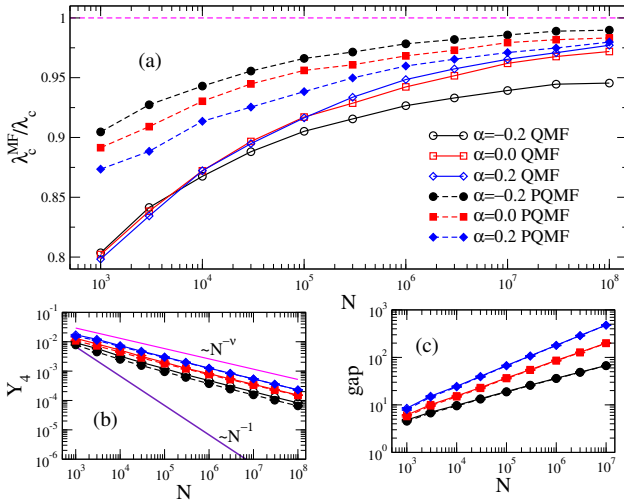 1
0.95
0.9
0.85
0.8
λ_c^MF/λ_c
(a)
α=−0.2 QMF
α=0.0 QMF
α=0.2 QMF
α=−0.2 PQMF
α=0.0 PQMF
α=0.2 PQMF
10^3 10^4 10^5 10^6 10^7 10^8
N
10^-1
10^-2
10^-3
10^-4
10^-5
10^-6
Y_4
~N^−ν
~N^−1
(b)
10^3 10^4 10^5 10^6 10^7 10^8
N
10^3
10^2
10^1
10^0
gap
(c)
10^3 10^4 10^5 10^6 10^7
N